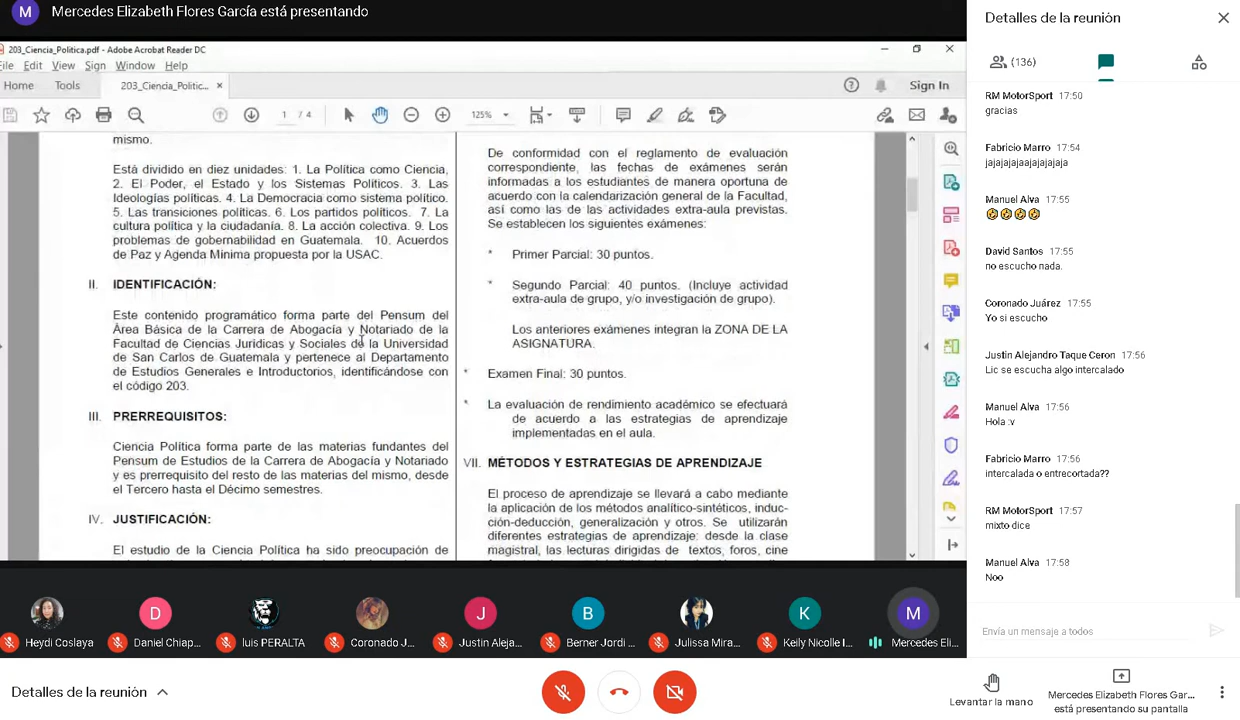 M Mercedes Elizabeth Flores García está presentando
203_Ciencia_Politica.pdf - Adobe Acrobat Reader DC
File Edit View Sign Window Help
Home Tools 203_Ciencia_Politic... × Sign In
1 / 4 125%
mismo.
Está dividido en diez unidades: 1. La Política como Ciencia,
2. El Poder, el Estado y los Sistemas Políticos. 3. Las
Ideologías políticas. 4. La Democracia como sistema político.
5. Las transiciones políticas. 6. Los partidos políticos. 7. La
cultura política y la ciudadanía. 8. La acción colectiva. 9. Los
problemas de gobernabilidad en Guatemala. 10. Acuerdos
de Paz y Agenda Mínima propuesta por la USAC.
II. IDENTIFICACIÓN:
Este contenido programático forma parte del Pensum del
Área Básica de la Carrera de Abogacía y Notariado de la
Facultad de Ciencias Jurídicas y Sociales de la Universidad
de San Carlos de Guatemala y pertenece al Departamento
de Estudios Generales e Introductorios, identificándose con
el código 203.
III. PRERREQUISITOS:
Ciencia Política forma parte de las materias fundantes del
Pensum de Estudios de la Carrera de Abogacía y Notariado
y es prerrequisito del resto de las materias del mismo, desde
el Tercero hasta el Décimo semestres.
IV. JUSTIFICACIÓN:
El estudio de la Ciencia Política ha sido preocupación de
De conformidad con el reglamento de evaluación
correspondiente, las fechas de exámenes serán
informadas a los estudiantes de manera oportuna de
acuerdo con la calendarización general de la Facultad,
así como las de las actividades extra-aula previstas.
Se establecen los siguientes exámenes:
* Primer Parcial: 30 puntos.
* Segundo Parcial: 40 puntos. (Incluye actividad
extra-aula de grupo, y/o investigación de grupo).
Los anteriores exámenes integran la ZONA DE LA
ASIGNATURA.
* Examen Final: 30 puntos.
* La evaluación de rendimiento académico se efectuará
de acuerdo a las estrategias de aprendizaje
implementadas en el aula.
VII. MÉTODOS Y ESTRATEGIAS DE APRENDIZAJE
El proceso de aprendizaje se llevará a cabo mediante
la aplicación de los métodos analítico-sintéticos, induc-
ción-deducción, generalización y otros. Se utilizarán
diferentes estrategias de aprendizaje: desde la clase
magistral, las lecturas dirigidas de textos, foros, cine
Heydi Coslaya
D Daniel Chiap...
luis PERALTA
Coronado J...
J Justin Aleja...
B Berner Jordi ...
Julissa Mira...
K Keily Nicolle I...
M Mercedes Eli...
Detalles de la reunión
(136)
RM MotorSport 17:50
gracias
Fabricio Marro 17:54
jajajajaajajajajaja
Manuel Alva 17:55
🤣🤣🤣🤣
David Santos 17:55
no escucho nada.
Coronado Juárez 17:55
Yo si escucho
Justin Alejandro Taque Ceron 17:56
Lic se escucha algo intercalado
Manuel Alva 17:56
Hola :v
Fabricio Marro 17:56
intercalada o entrecortada??
RM MotorSport 17:57
mixto dice
Manuel Alva 17:58
Noo
Envía un mensaje a todos
Detalles de la reunión
Levantar la mano
Mercedes Elizabeth Flores Gar...
está presentando su pantalla